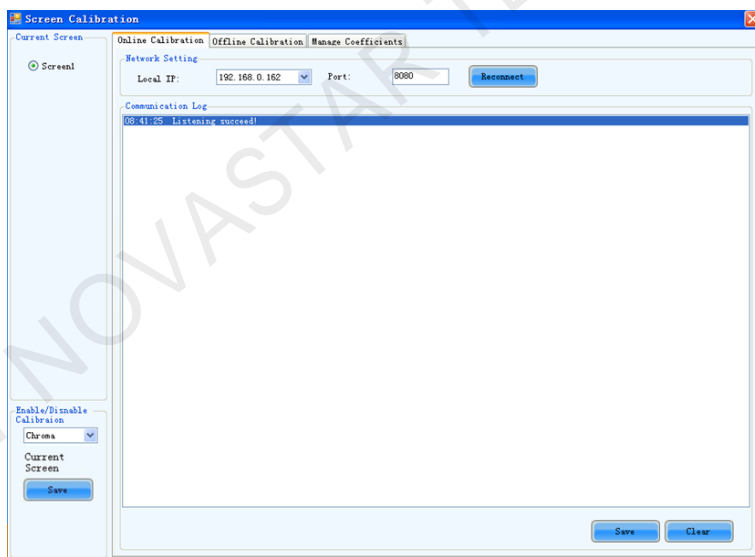 Screen Calibration
Current Screen
Screen1
Online Calibration Offline Calibration Manage Coefficients
Network Setting
Local IP: 192.168.0.162 Port: 8080 Reconnect
Communication Log
08:41:25 Listening succeed!
Enable/Disnable
Calibraion
Chroma
Current
Screen
Save
Save Clear
NOVASTAR TE